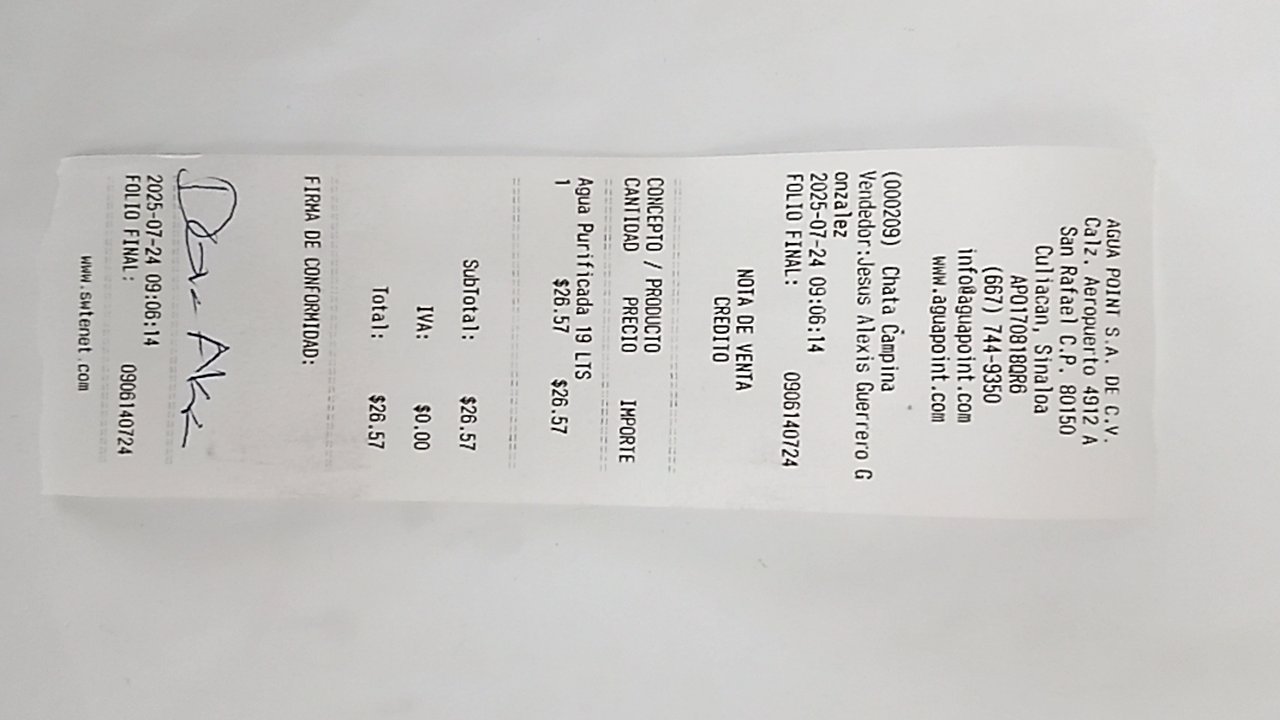 AGUA POINT S.A. DE C.V.
Calz. Aeropuerto 4912 A
San Rafael C.P. 80150
Culiacan, Sinaloa
APO170818QR6
(667) 744-9350
info@aguapoint.com
www.aguapoint.com
(000209) Chata Campina
Vendedor:Jesus Alexis Guerrero G
onzalez
2025-07-24 09:06:14
FOLIO FINAL: 0906140724
NOTA DE VENTA
CREDITO
CONCEPTO / PRODUCTO
CANTIDAD PRECIO IMPORTE
Agua Purificada 19 LTS
1 $26.57 $26.57
SubTotal: $26.57
IVA: $0.00
Total: $26.57
FIRMA DE CONFORMIDAD:
2025-07-24 09:06:14
FOLIO FINAL: 0906140724
www.swtenet.com